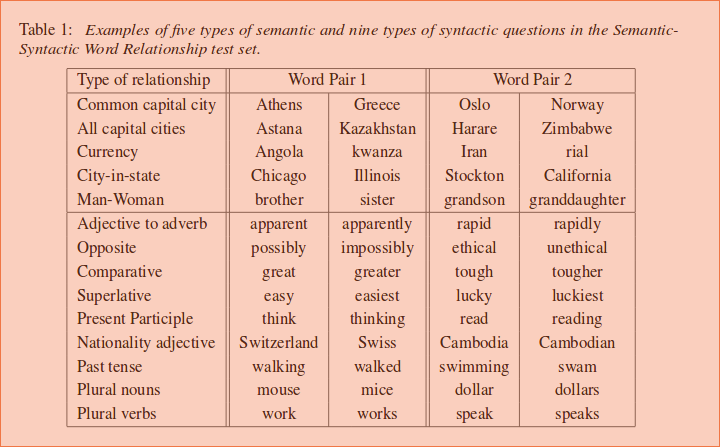 Table 1: Examples of five types of semantic and nine types of syntactic questions in the Semantic-
Syntactic Word Relationship test set.
Type of relationship Word Pair 1 Word Pair 2
Common capital city Athens Greece Oslo Norway
All capital cities Astana Kazakhstan Harare Zimbabwe
Currency Angola kwanza Iran rial
City-in-state Chicago Illinois Stockton California
Man-Woman brother sister grandson granddaughter
Adjective to adverb apparent apparently rapid rapidly
Opposite possibly impossibly ethical unethical
Comparative great greater tough tougher
Superlative easy easiest lucky luckiest
Present Participle think thinking read reading
Nationality adjective Switzerland Swiss Cambodia Cambodian
Past tense walking walked swimming swam
Plural nouns mouse mice dollar dollars
Plural verbs work works speak speaks